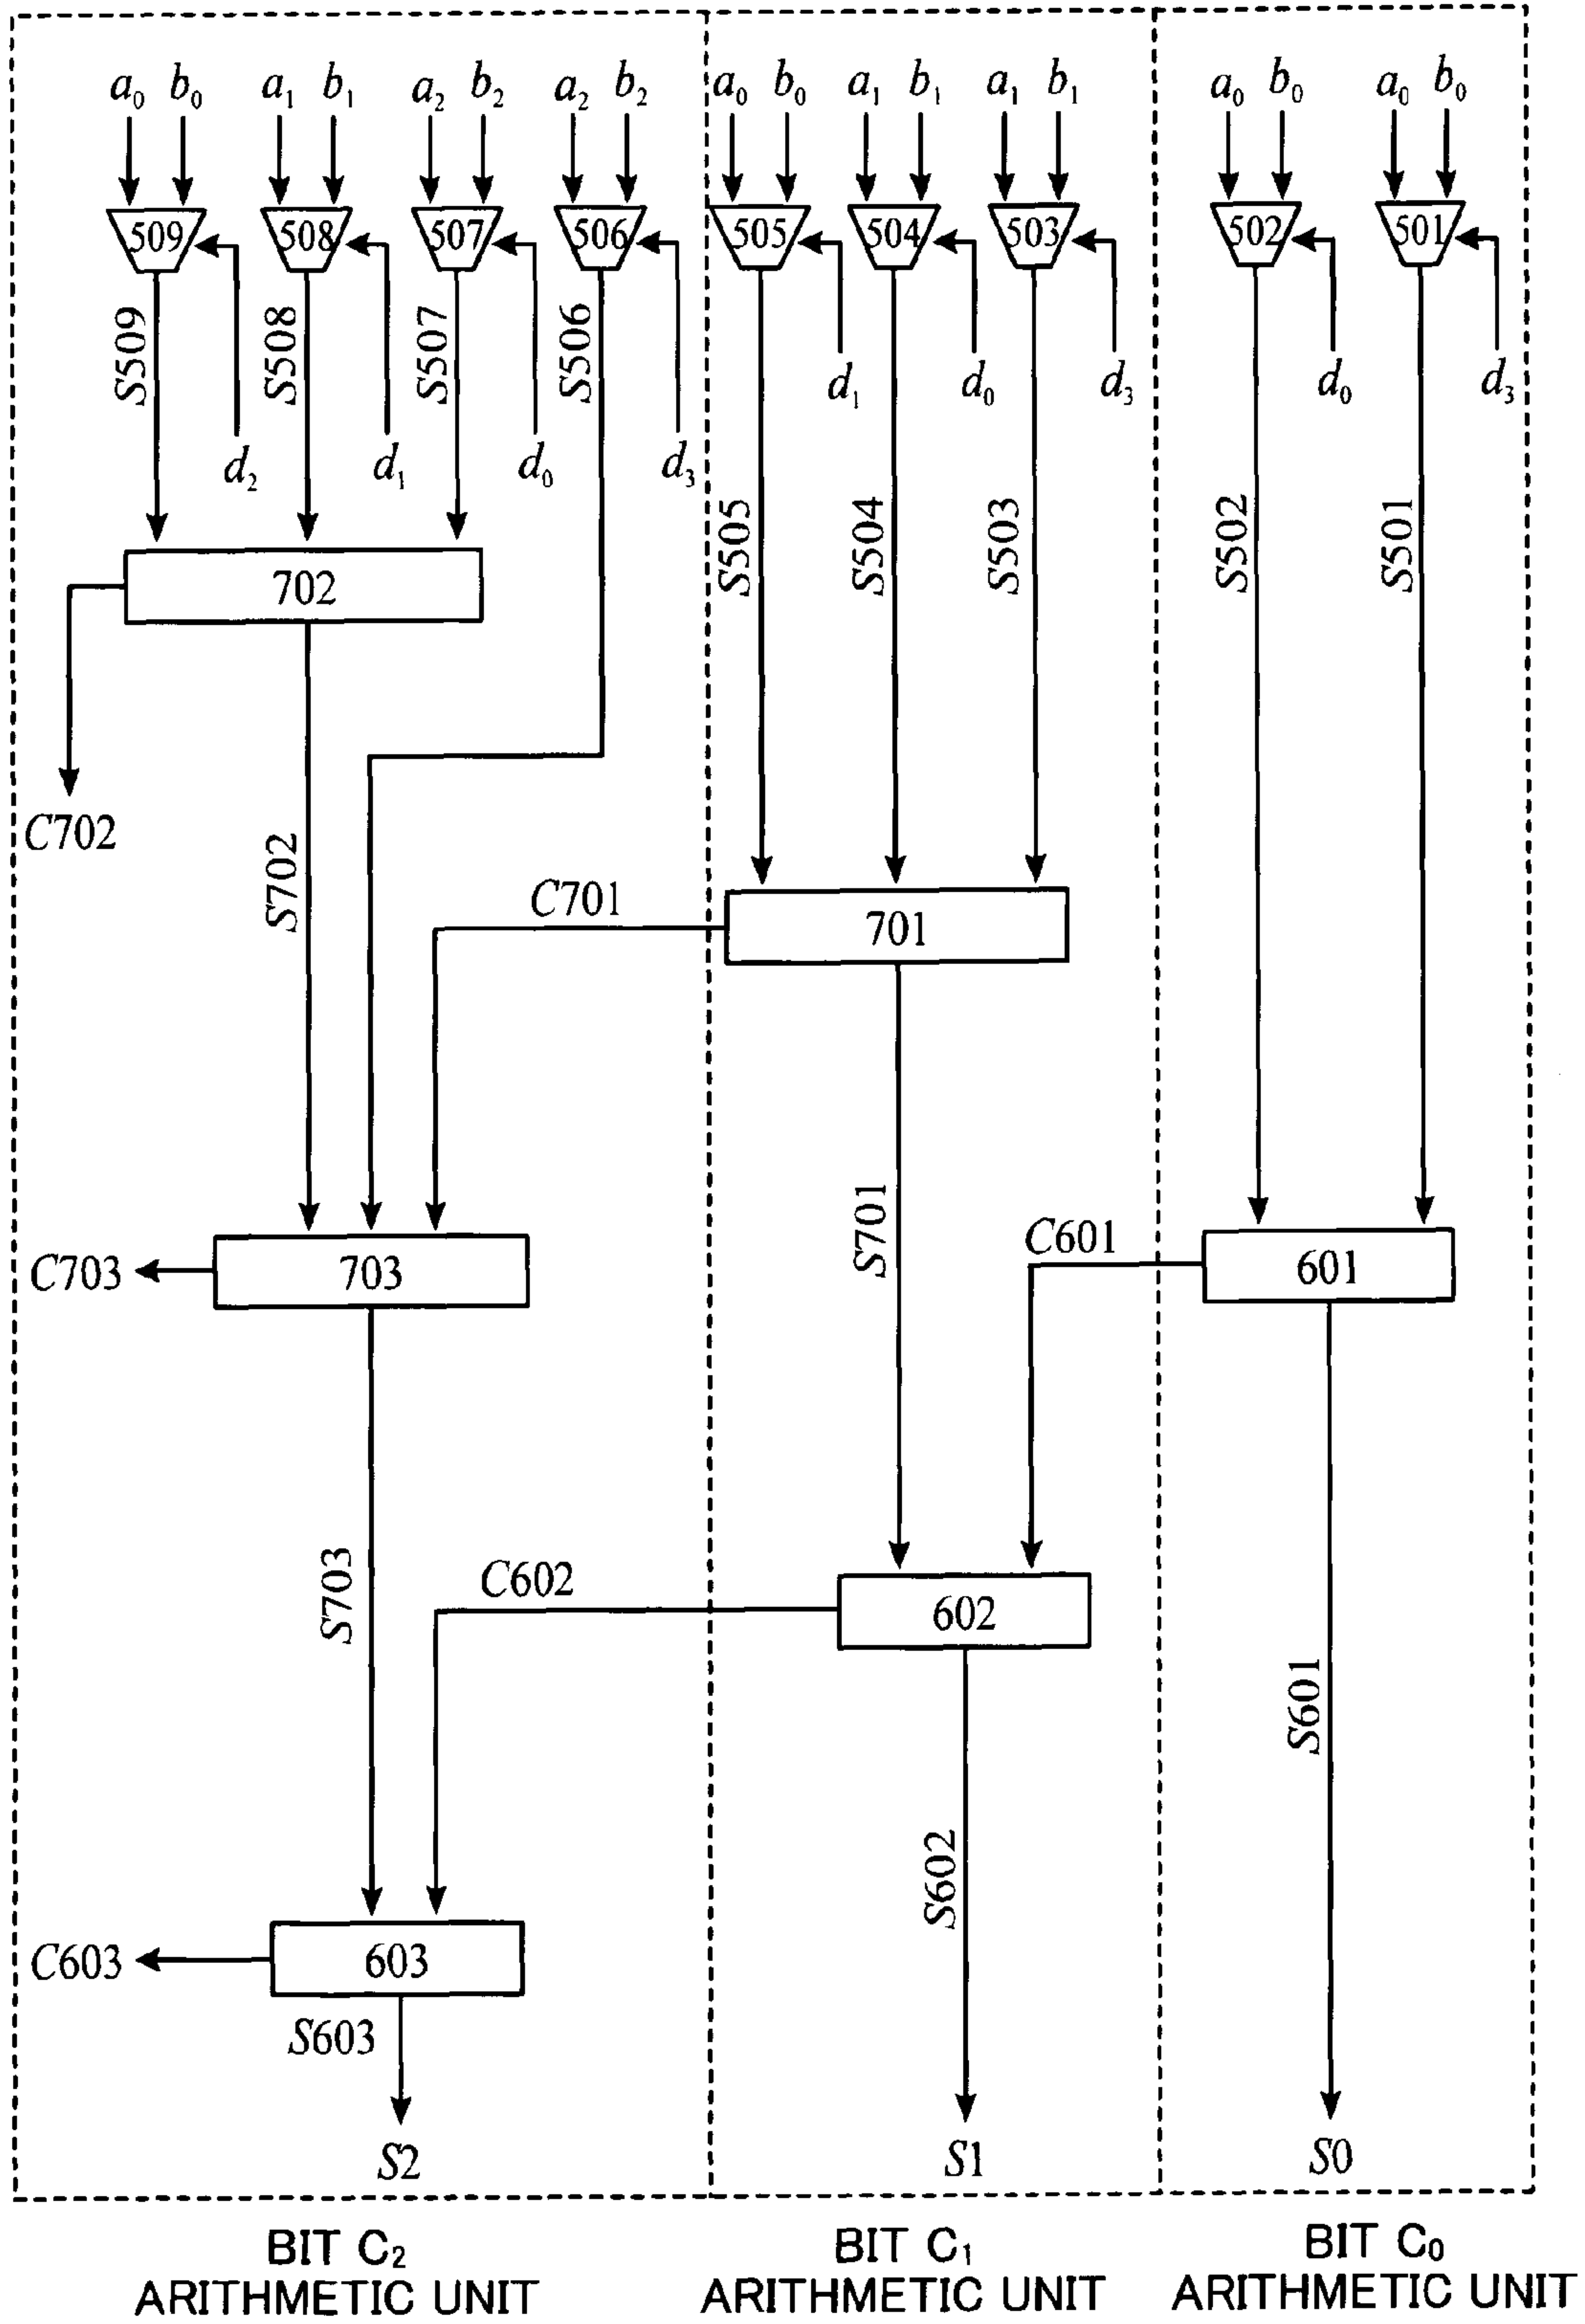 a₀ b₀ a₁ b₁ a₂ b₂ a₂ b₂ a₀ b₀ a₁ b₁ a₁ b₁ a₀ b₀ a₀ b₀
509 508 507 506 505 504 503 502 501
S509 S508 S507 S506
d₁ d₀ d₃ d₀ d₃
d₂ d₁ d₀ d₃
S505 S504 S503 S502 S501
702
C702
S702
C701
701
S701
C601
601
C703
703
S703
C602
602
S601
S602
C603
603
S603
S2 S1 S0
BIT C₂
ARITHMETIC UNIT
BIT C₁
ARITHMETIC UNIT
BIT C₀
ARITHMETIC UNIT